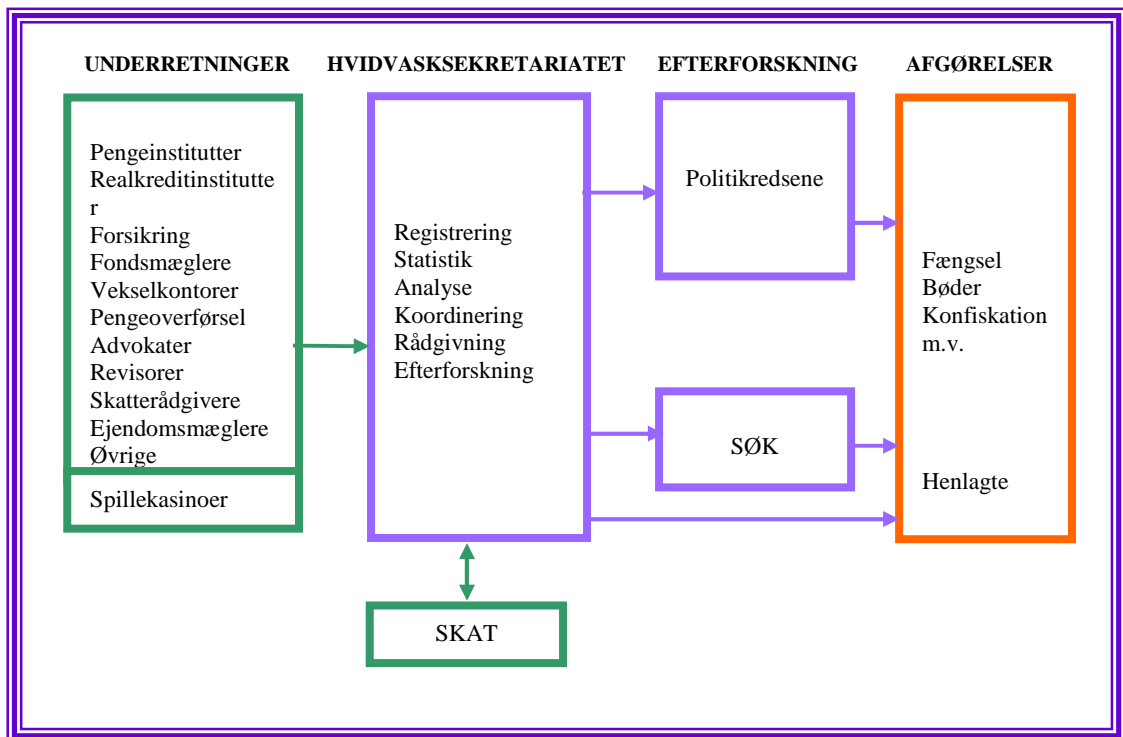 UNDERRETNINGER
HVIDVASKSEKRETARIATET
EFTERFORSKNING
AFGØRELSER
Pengeinstitutter
Realkreditinstitutte
r
Forsikring
Fondsmæglere
Vekselkontorer
Pengeoverførsel
Advokater
Revisorer
Skatterådgivere
Ejendomsmæglere
Øvrige
Spillekasinoer
Registrering
Statistik
Analyse
Koordinering
Rådgivning
Efterforskning
SKAT
Politikredsene
SØK
Fængsel
Bøder
Konfiskation
m.v.
Henlagte